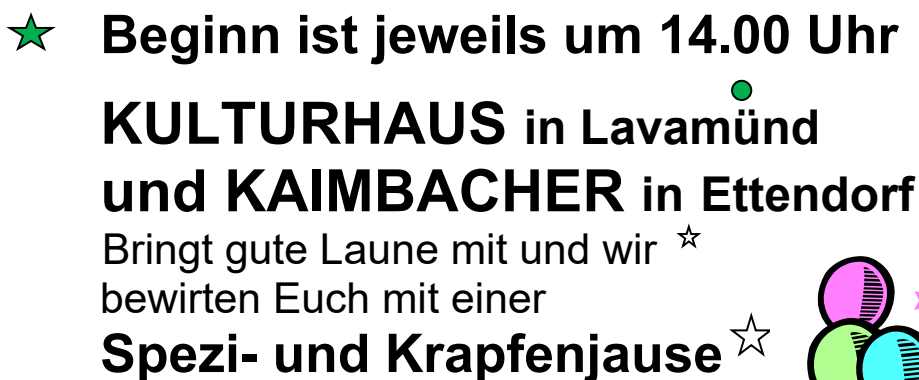 Beginn ist jeweils um 14.00 Uhr
KULTURHAUS in Lavamünd
und KAIMBACHER in Ettendorf
Bringt gute Laune mit und wir
bewirten Euch mit einer
Spezi- und Krapfenjause